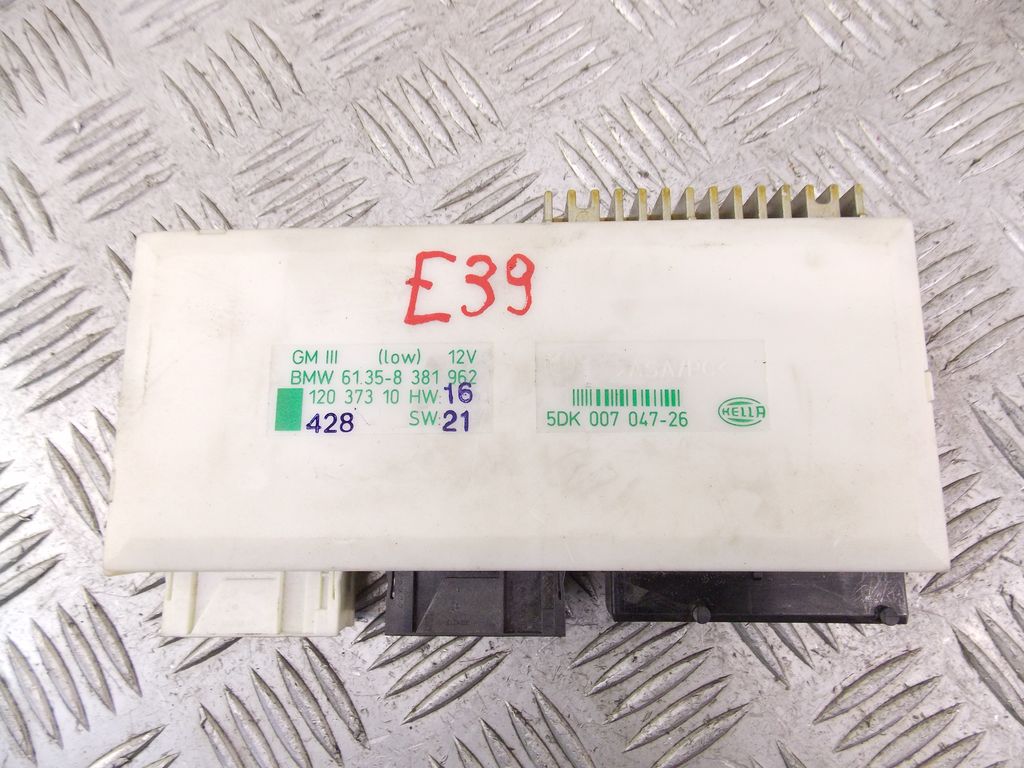 E39
GM III (low) 12V
BMW 61.35-8 381 962
120 373 10 HW: 16
428 SW: 21
5DK 007 047-26
HELLA